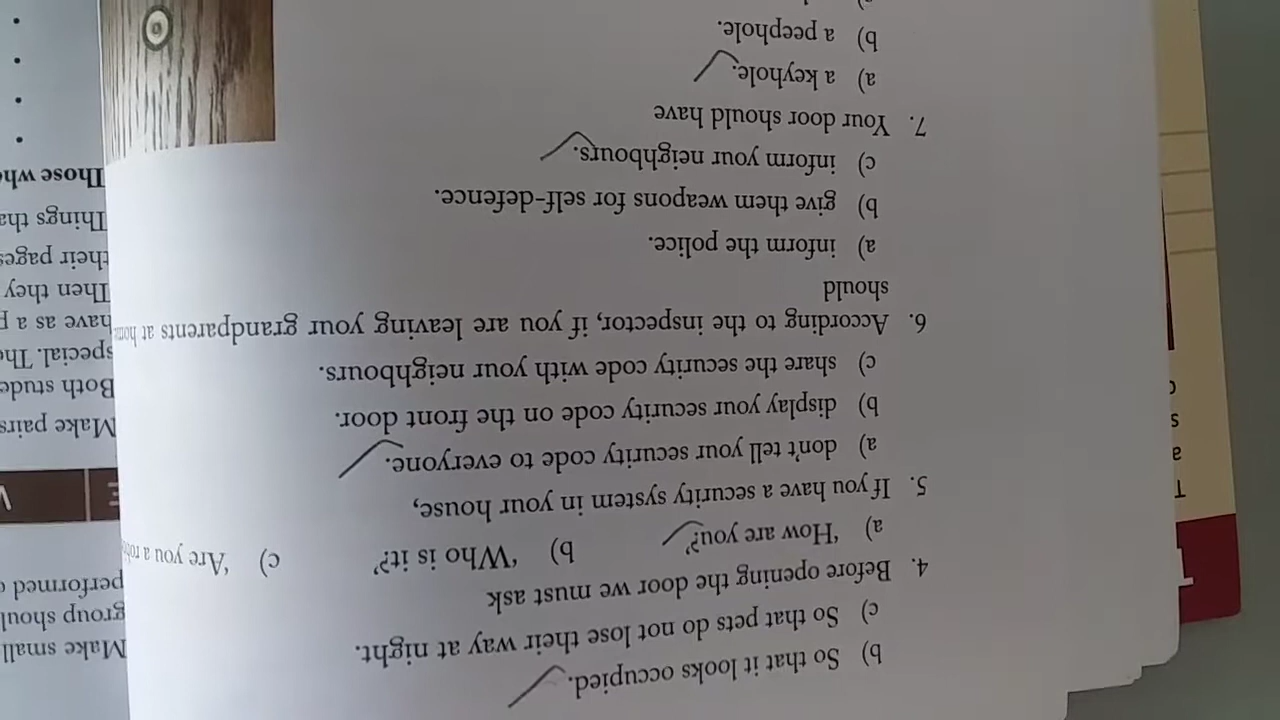 b) So that it looks occupied.
c) So that pets do not lose their way at night.
4. Before opening the door we must ask
a) ‘How are you?’ b) ‘Who is it?’ c) ‘Are you a
5. If you have a security system in your house,
a) don't tell your security code to everyone.
b) display your security code on the front door.
c) share the security code with your neighbours.
6. According to the inspector, if you are leaving your grandparents at home
should
a) inform the police.
b) give them weapons for self-defence.
c) inform your neighbours.
7. Your door should have
a) a keyhole.
b) a peephole.
Make small
group shoul
performed
Make pairs
Both stude
special. The
have as a p
Then they
their pages
Things tha
Those who